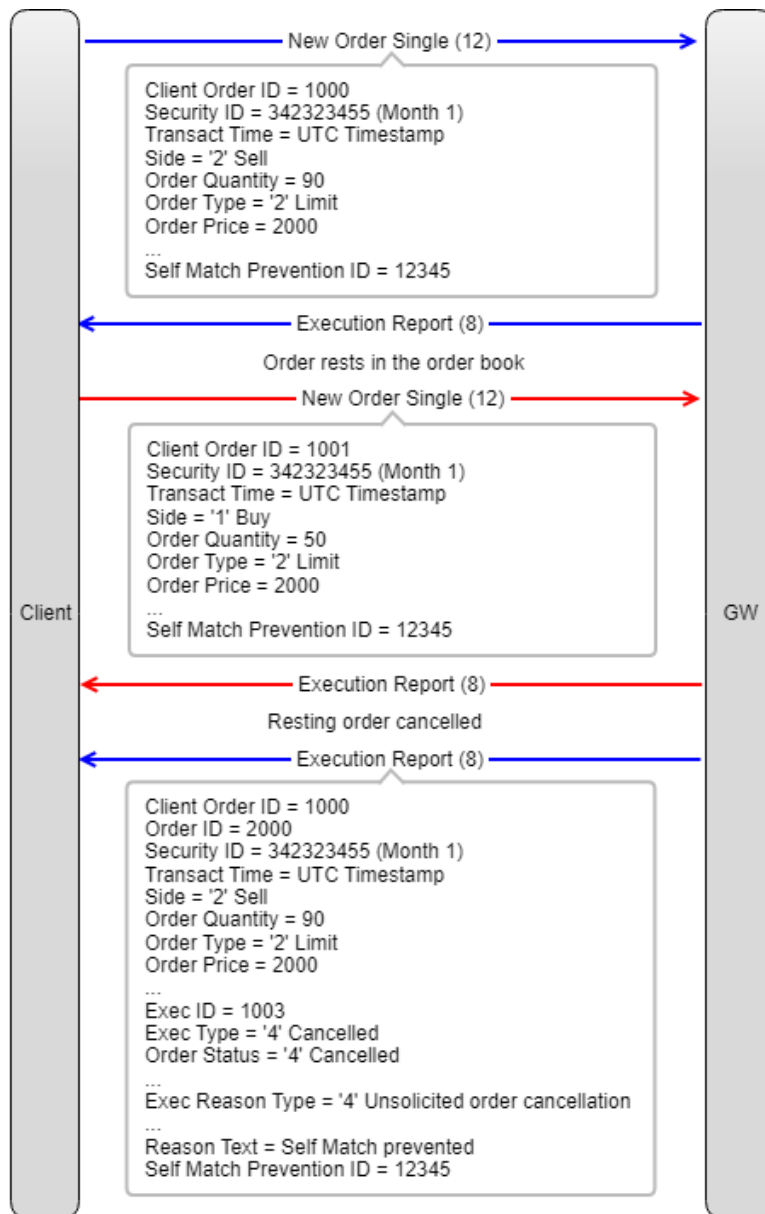 New Order Single (12)
Client Order ID = 1000
Security ID = 342323455 (Month 1)
Transact Time = UTC Timestamp
Side = '2' Sell
Order Quantity = 90
Order Type = '2' Limit
Order Price = 2000
...
Self Match Prevention ID = 12345
Execution Report (8)
Order rests in the order book
New Order Single (12)
Client Order ID = 1001
Security ID = 342323455 (Month 1)
Transact Time = UTC Timestamp
Side = '1' Buy
Order Quantity = 50
Order Type = '2' Limit
Order Price = 2000
...
Self Match Prevention ID = 12345
Client
GW
Execution Report (8)
Resting order cancelled
Execution Report (8)
Client Order ID = 1000
Order ID = 2000
Security ID = 342323455 (Month 1)
Transact Time = UTC Timestamp
Side = '2' Sell
Order Quantity = 90
Order Type = '2' Limit
Order Price = 2000
...
Exec ID = 1003
Exec Type = '4' Cancelled
Order Status = '4' Cancelled
...
Exec Reason Type = '4' Unsolicited order cancellation
...
Reason Text = Self Match prevented
Self Match Prevention ID = 12345